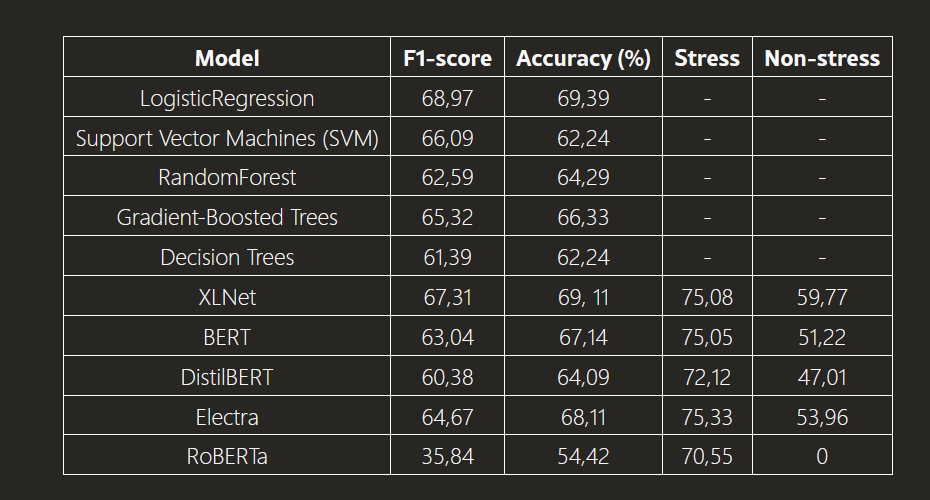 Model F1-score Accuracy (%) Stress Non-stress
LogisticRegression 68,97 69,39 - -
Support Vector Machines (SVM) 66,09 62,24 - -
RandomForest 62,59 64,29 - -
Gradient-Boosted Trees 65,32 66,33 - -
Decision Trees 61,39 62,24 - -
XLNet 67,31 69, 11 75,08 59,77
BERT 63,04 67,14 75,05 51,22
DistilBERT 60,38 64,09 72,12 47,01
Electra 64,67 68,11 75,33 53,96
RoBERTa 35,84 54,42 70,55 0